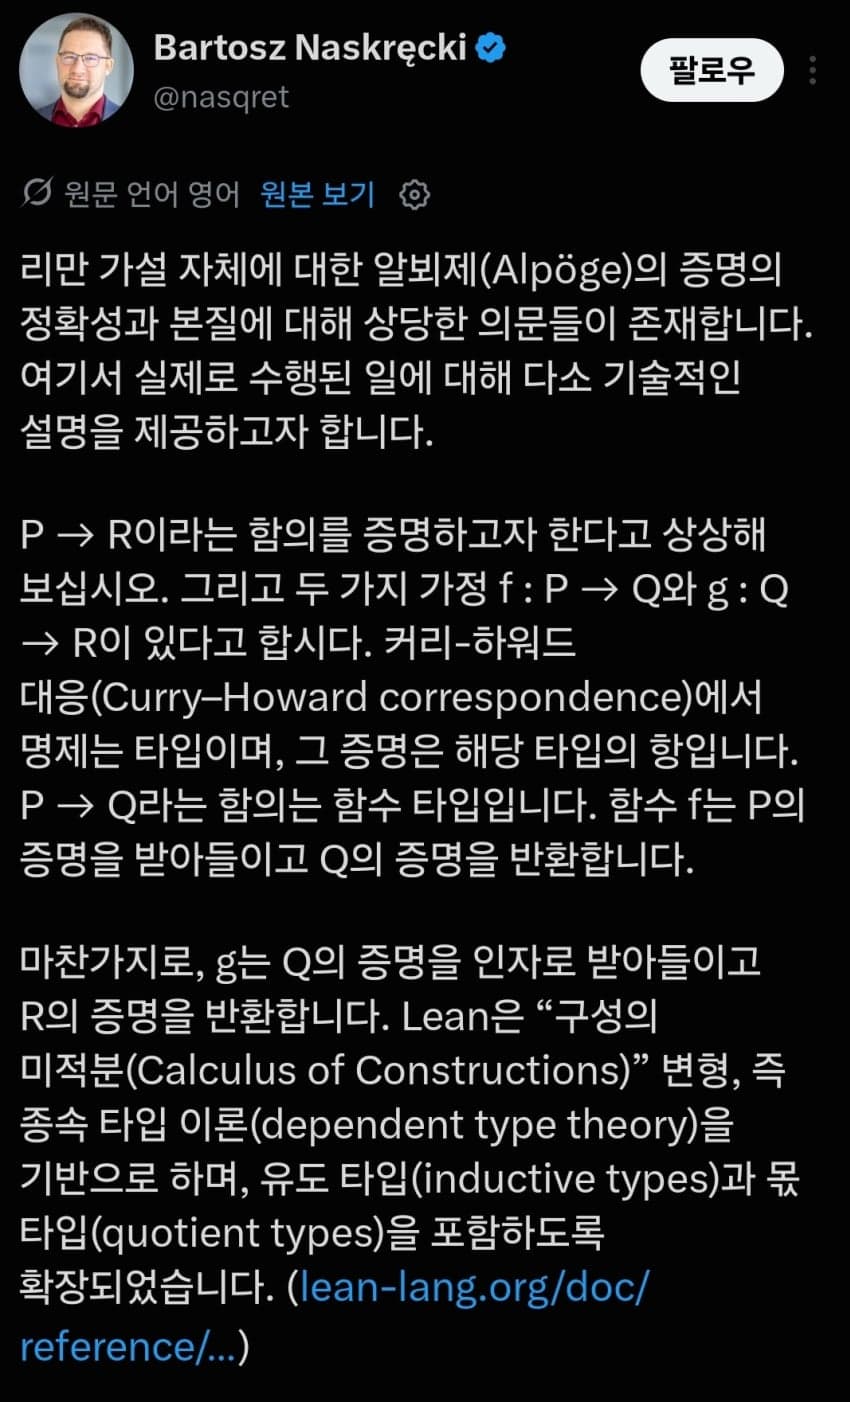 Bartosz Naskręcki
@nasqret
팔로우
원문 언어 영어 원본 보기
리만 가설 자체에 대한 알뵈제(Alpöge)의 증명의
정확성과 본질에 대해 상당한 의문들이 존재합니다.
여기서 실제로 수행된 일에 대해 다소 기술적인
설명을 제공하고자 합니다.
P → R이라는 함의를 증명하고자 한다고 상상해
보십시오. 그리고 두 가지 가정 f : P → Q와 g : Q
→ R이 있다고 합시다. 커리-하워드
대응(Curry–Howard correspondence)에서
명제는 타입이며, 그 증명은 해당 타입의 항입니다.
P → Q라는 함의는 함수 타입입니다. 함수 f는 P의
증명을 받아들이고 Q의 증명을 반환합니다.
마찬가지로, g는 Q의 증명을 인자로 받아들이고
R의 증명을 반환합니다. Lean은 “구성의
미적분(Calculus of Constructions)” 변형, 즉
종속 타입 이론(dependent type theory)을
기반으로 하며, 유도 타입(inductive types)과 몫
타입(quotient types)을 포함하도록
확장되었습니다. (lean-lang.org/doc/
reference/...)